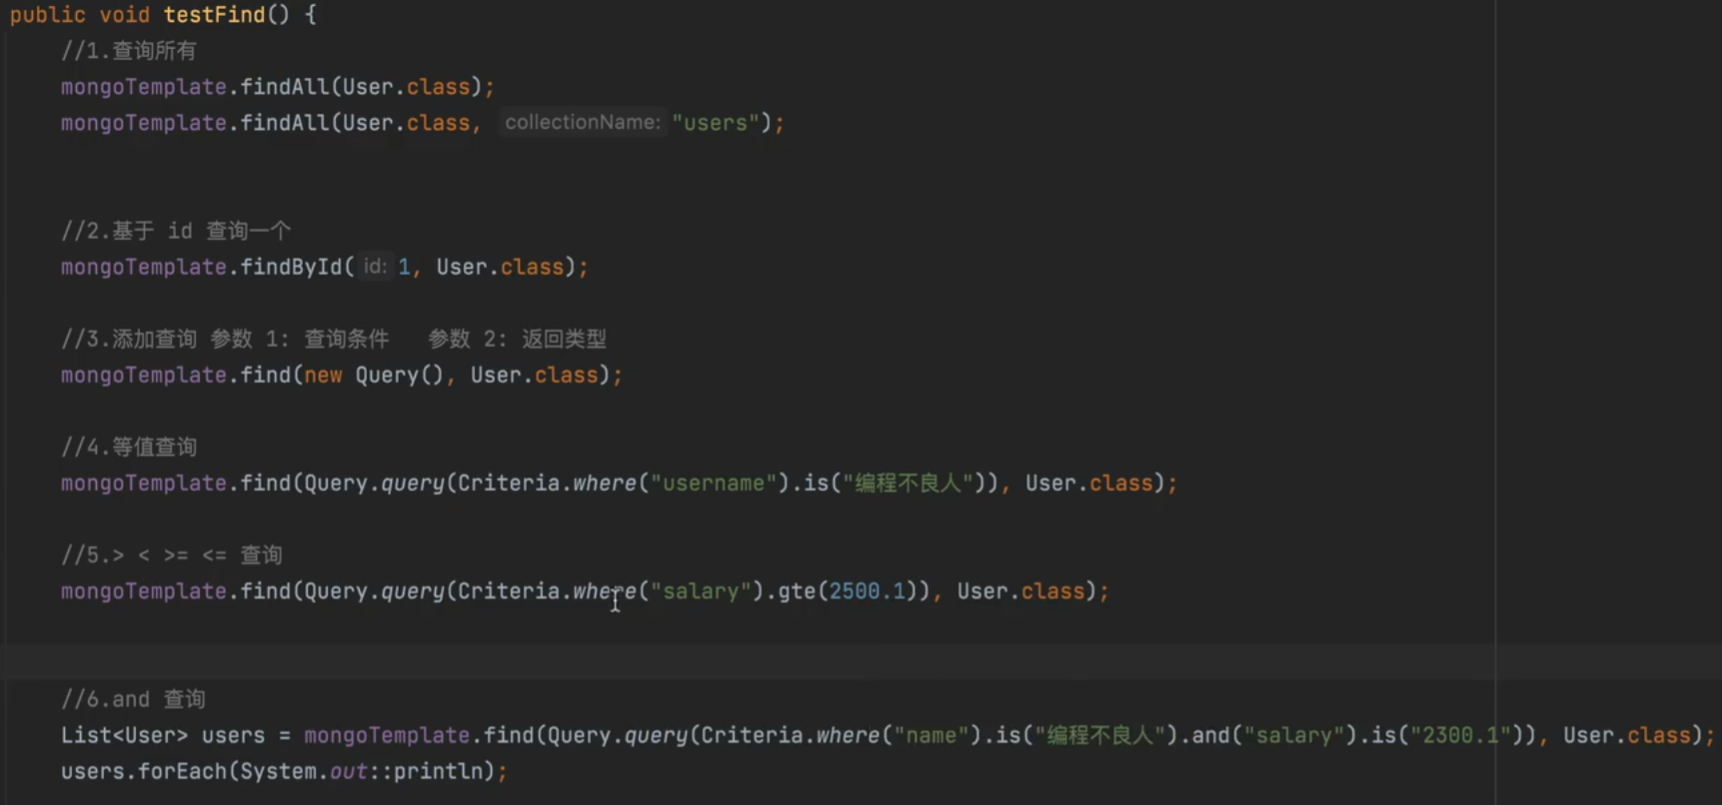 public void testFind() {
//1.查询所有
mongoTemplate.findAll(User.class);
mongoTemplate.findAll(User.class, collectionName: "users");
//2.基于 id 查询一个
mongoTemplate.findById( id: 1, User.class);
//3.添加查询 参数 1: 查询条件 参数 2: 返回类型
mongoTemplate.find(new Query(), User.class);
//4.等值查询
mongoTemplate.find(Query.query(Criteria.where("username").is("编程不良人")), User.class);
//5.> < >= <= 查询
mongoTemplate.find(Query.query(Criteria.where("salary").gte(2500.1)), User.class);
//6.and 查询
List<User> users = mongoTemplate.find(Query.query(Criteria.where("name").is("编程不良人").and("salary").is("2300.1")), User.class);
users.forEach(System.out::println);